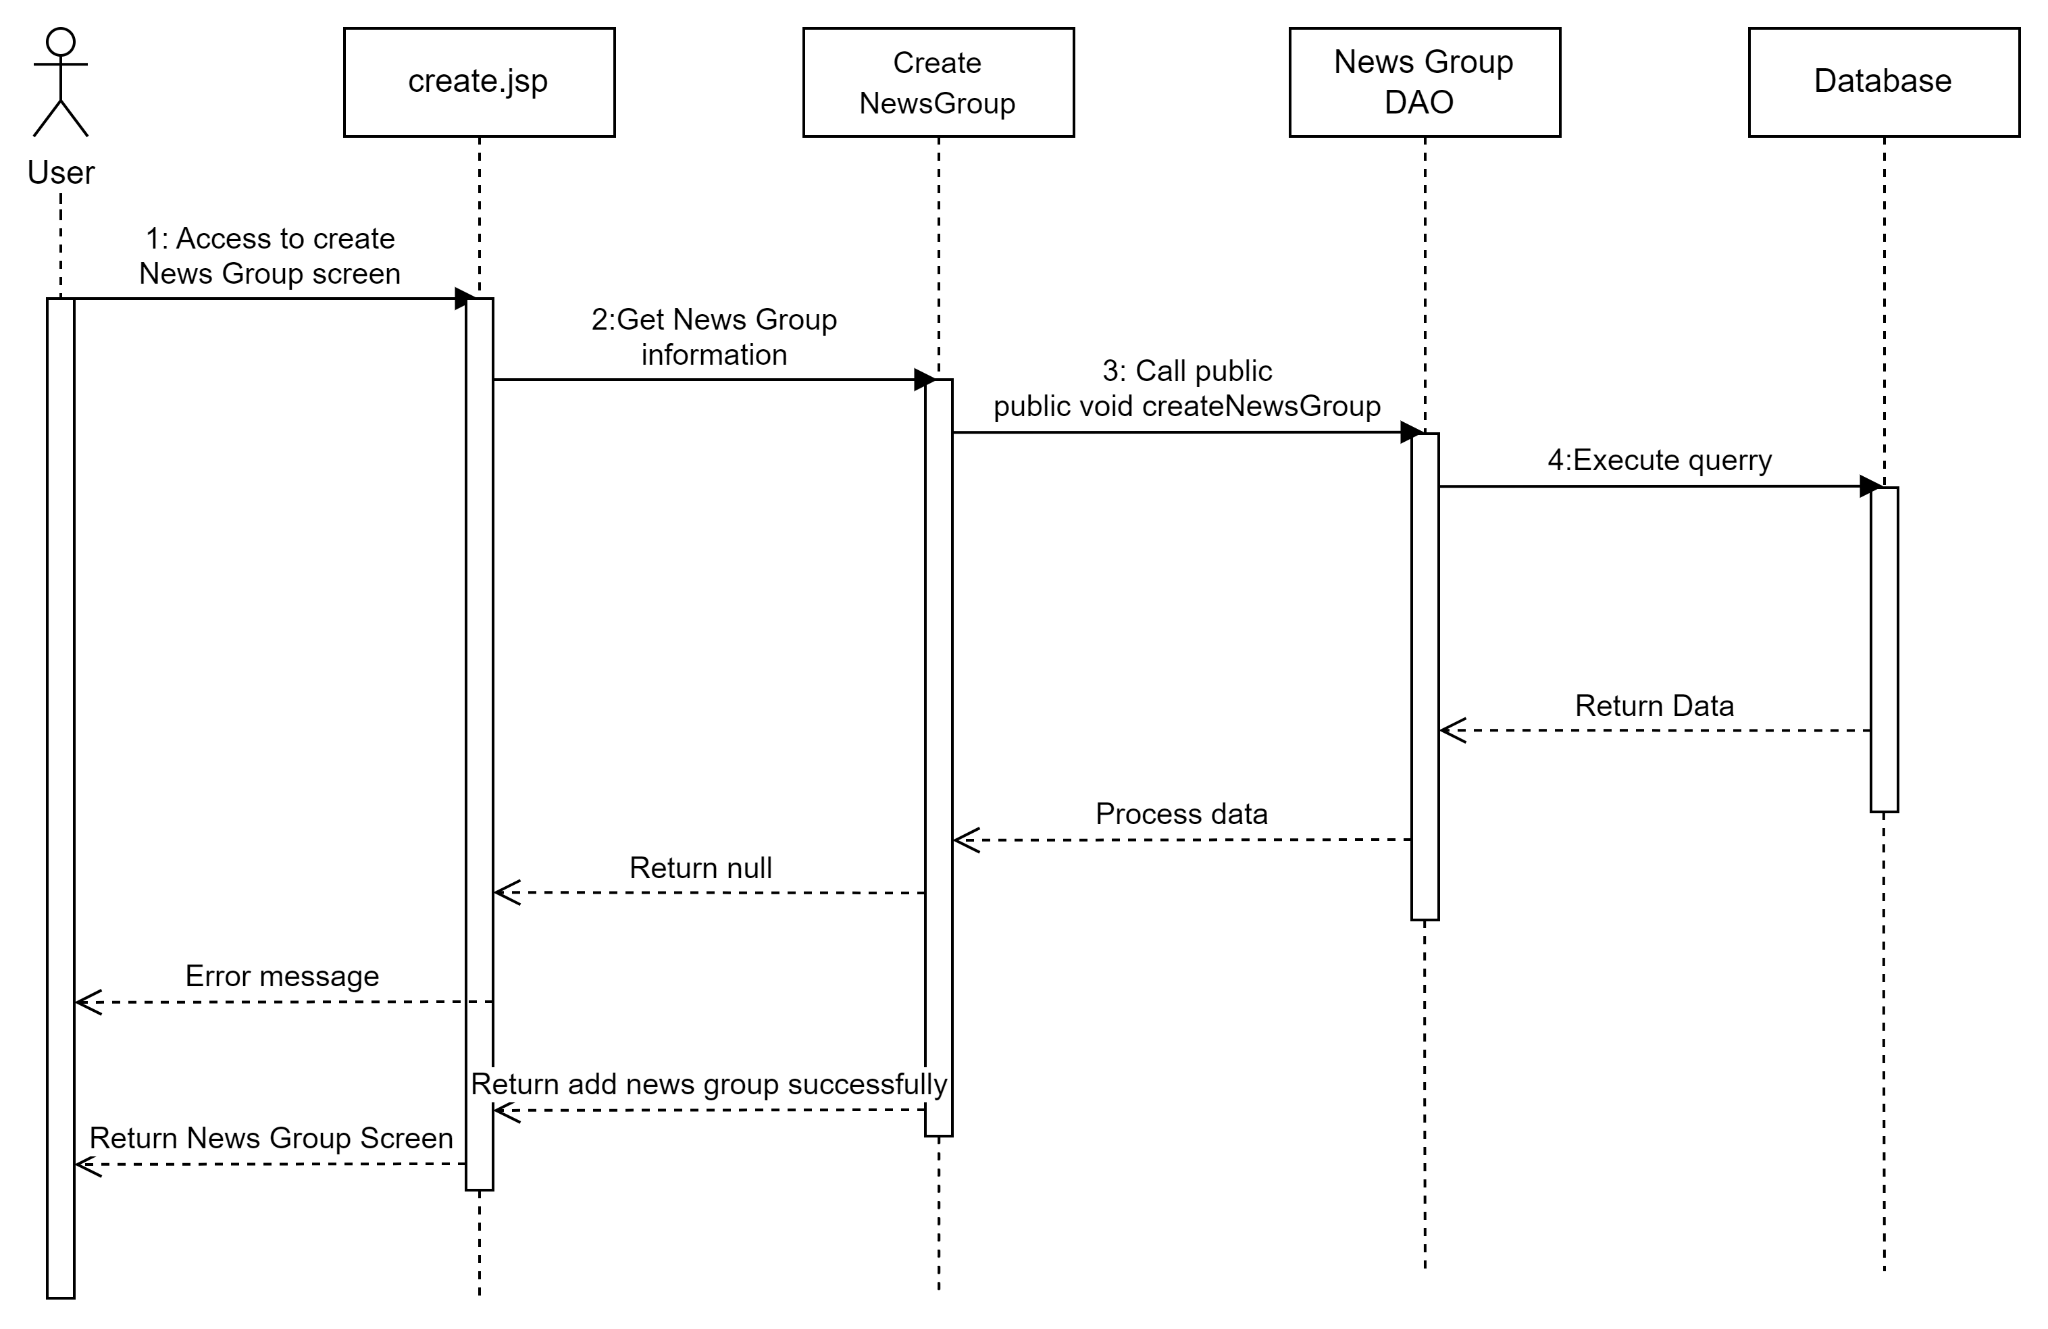 create.jsp
Create
NewsGroup
News Group
DAO
Database
User
1: Access to create
News Group screen
2:Get News Group
information
3: Call public
public void createNewsGroup
4:Execute querry
Return Data
Process data
Return null
Error message
Return add news group successfully
Return News Group Screen